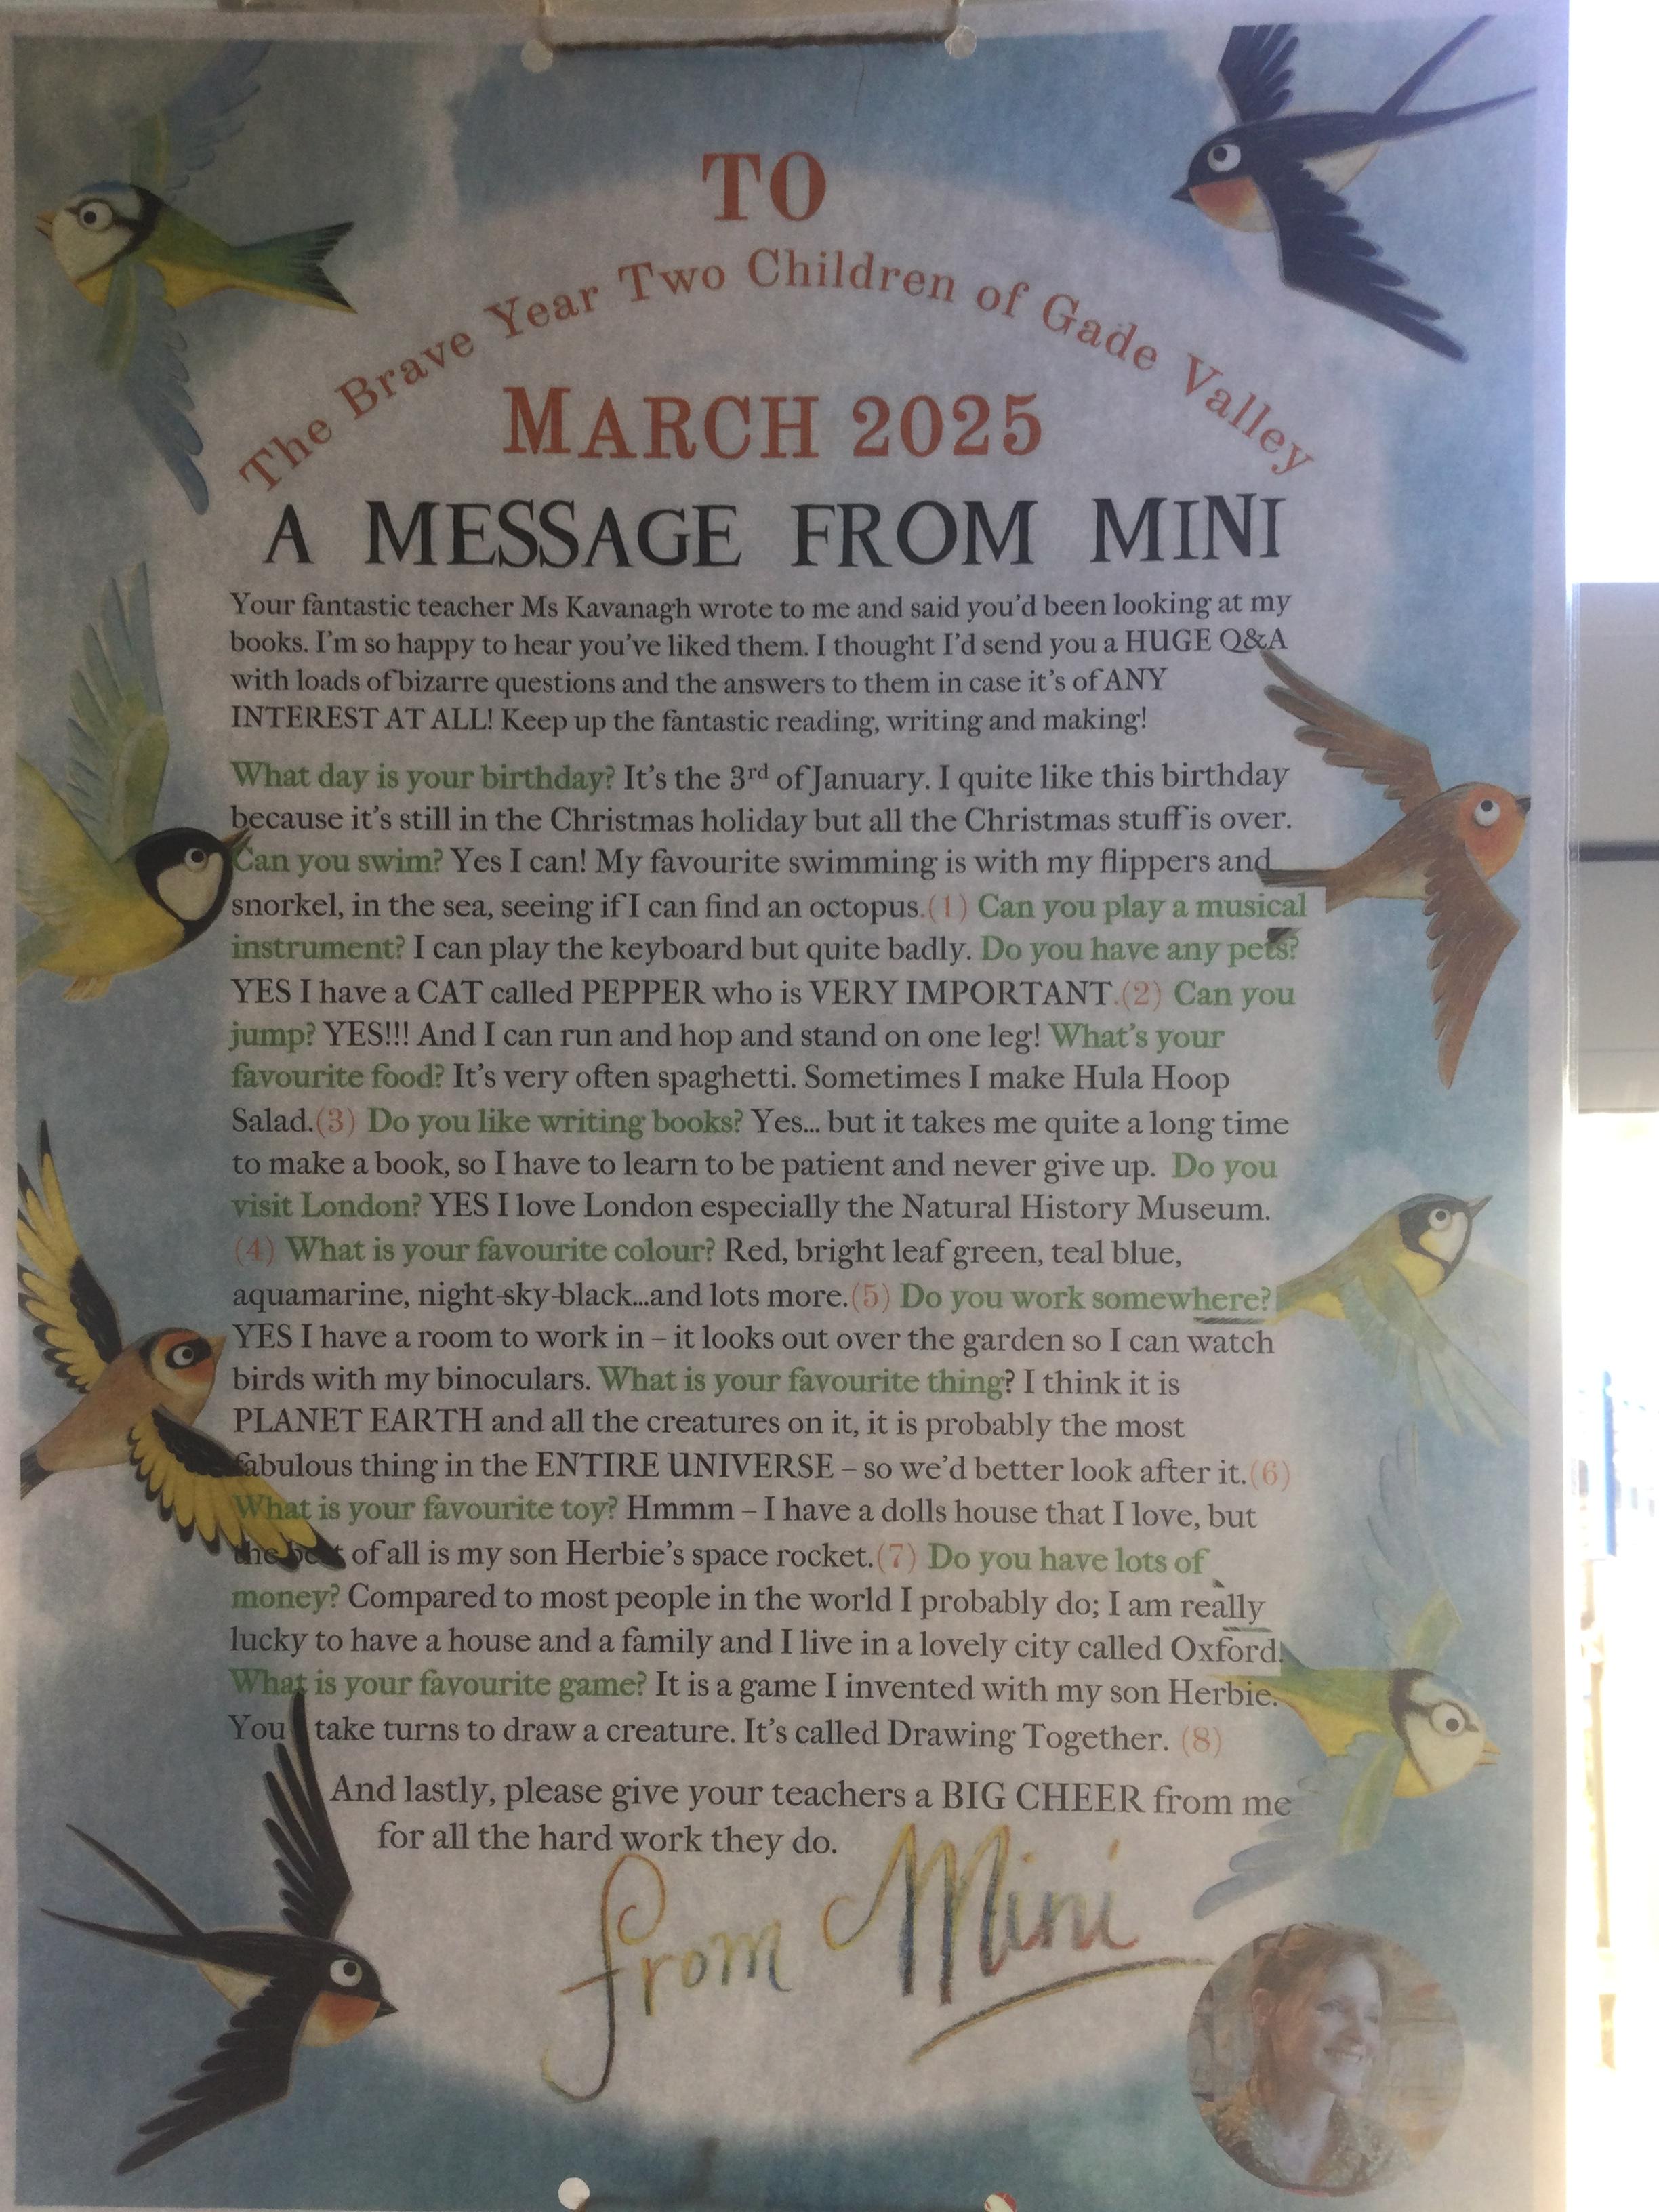 TO
The Brave Year Two Children of Gade Valley
MARCH 2025
A MESSAGE FROM MINI
Your fantastic teacher Ms Kavanagh wrote to me and said you'd been looking at my
books. I'm so happy to hear you've liked them. I thought I'd send you a HUGE Q&A
with loads of bizarre questions and the answers to them in case it's of ANY
INTEREST AT ALL! Keep up the fantastic reading, writing and making!
What day is your birthday? It's the 3rd of January. I quite like this birthday
because it's still in the Christmas holiday but all the Christmas stuff is over.
Can you swim? Yes I can! My favourite swimming is with my flippers and
snorkel, in the sea, seeing if I can find an octopus.(1) Can you play a musical
instrument? I can play the keyboard but quite badly. Do you have any pets?
YES I have a CAT called PEPPER who is VERY IMPORTANT.(2) Can you
jump? YES!!! And I can run and hop and stand on one leg! What's your
favourite food? It's very often spaghetti. Sometimes I make Hula Hoop
Salad.(3) Do you like writing books? Yes... but it takes me quite a long time
to make a book, so I have to learn to be patient and never give up. Do you
visit London? YES I love London especially the Natural History Museum.
(4) What is your favourite colour? Red, bright leaf green, teal blue,
aquamarine, night-sky-black...and lots more.(5) Do you work somewhere?
YES I have a room to work in – it looks out over the garden so I can watch
birds with my binoculars. What is your favourite thing? I think it is
PLANET EARTH and all the creatures on it, it is probably the most
fabulous thing in the ENTIRE UNIVERSE – so we'd better look after it.(6)
What is your favourite toy? Hmmm – I have a dolls house that I love, but
the best of all is my son Herbie's space rocket.(7) Do you have lots of
money? Compared to most people in the world I probably do; I am really
lucky to have a house and a family and I live in a lovely city called Oxford.
What is your favourite game? It is a game I invented with my son Herbie.
You take turns to draw a creature. It's called Drawing Together. (8)
And lastly, please give your teachers a BIG CHEER from me
for all the hard work they do.
from Mini